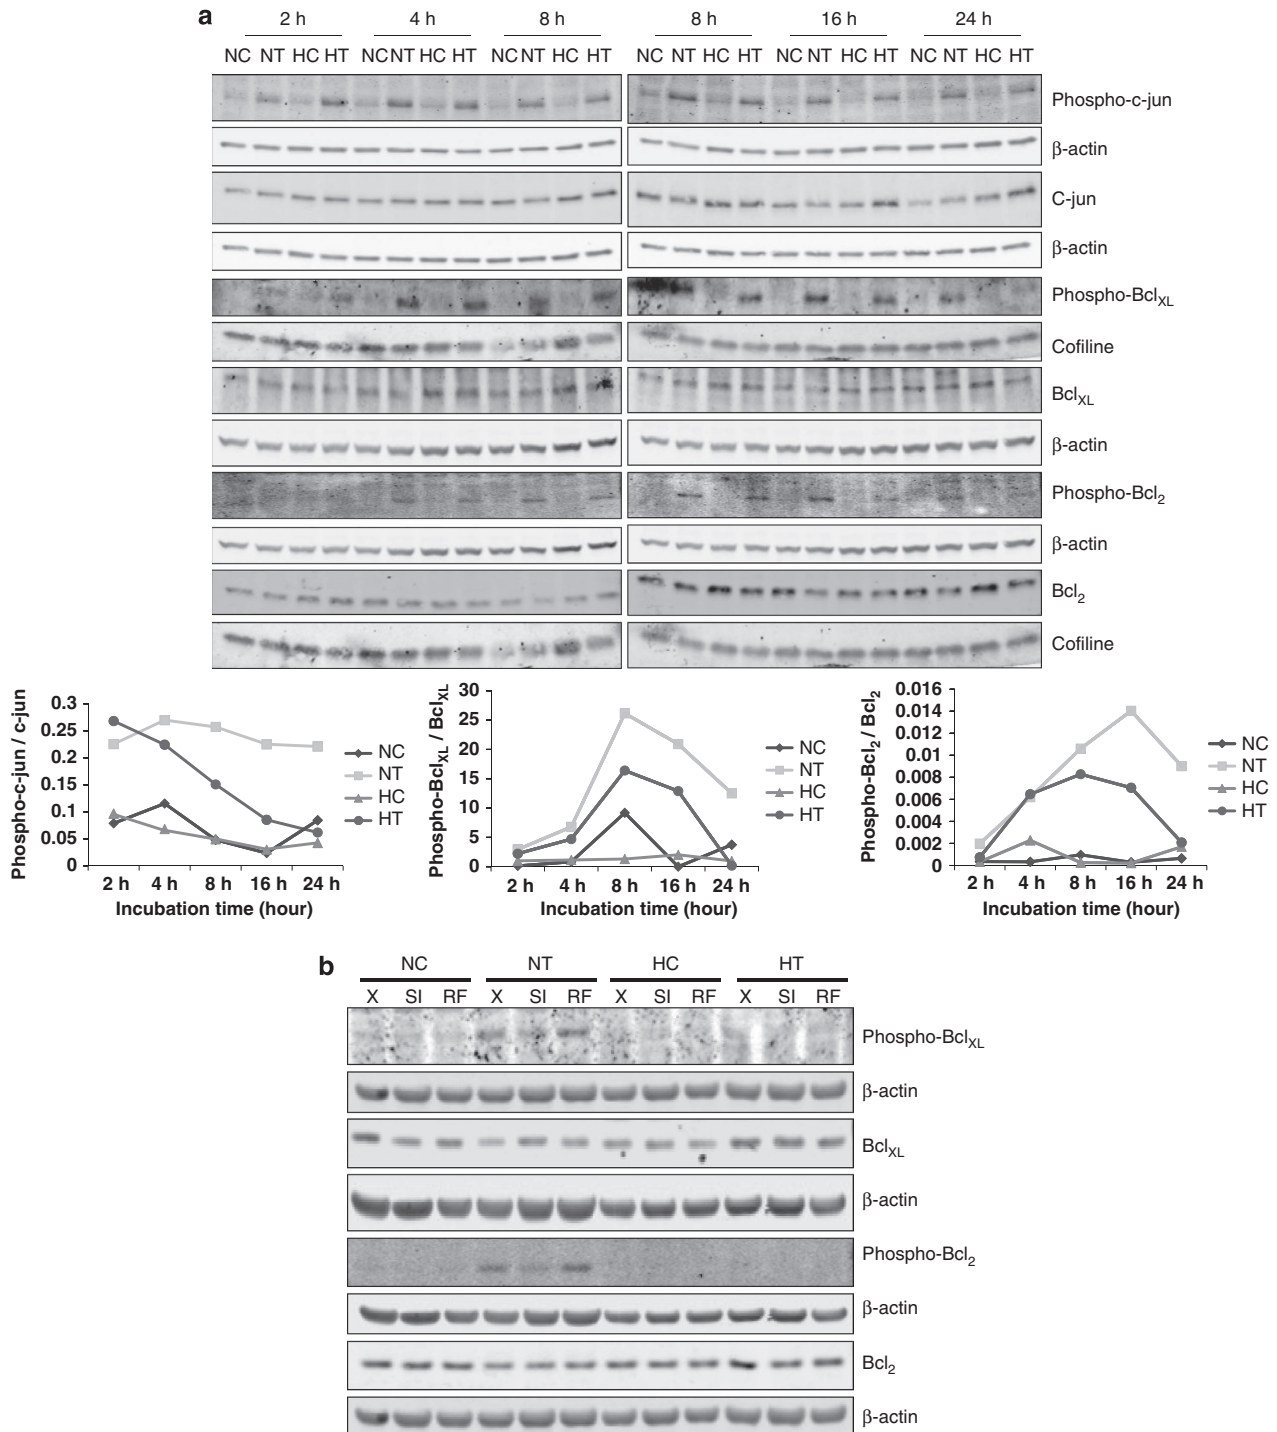 a
2 h 4 h 8 h 8 h 16 h 24 h
NC NT HC HT NC NT HC HT NC NT HC HT NC NT HC HT NC NT HC HT NC NT HC HT
Phospho-c-jun
β-actin
C-jun
β-actin
Phospho-BclXL
Cofiline
BclXL
β-actin
Phospho-Bcl2
β-actin
Bcl2
Cofiline
Phospho-c-jun / c-jun
0.3
0.25
0.2
0.15
0.1
0.05
0
2 h 4 h 8 h 16 h 24 h
Incubation time (hour)
NC
NT
HC
HT
Phospho-BclXL / BclXL
30
25
20
15
10
5
0
2 h 4 h 8 h 16 h 24 h
Incubation time (hour)
NC
NT
HC
HT
Phospho-Bcl2 / Bcl2
0.016
0.014
0.012
0.01
0.008
0.006
0.004
0.002
0
2 h 4 h 8 h 16 h 24 h
Incubation time (hour)
NC
NT
HC
HT
b
NC NT HC HT
X SI RF X SI RF X SI RF X SI RF
Phospho-BclXL
β-actin
BclXL
β-actin
Phospho-Bcl2
β-actin
Bcl2
β-actin